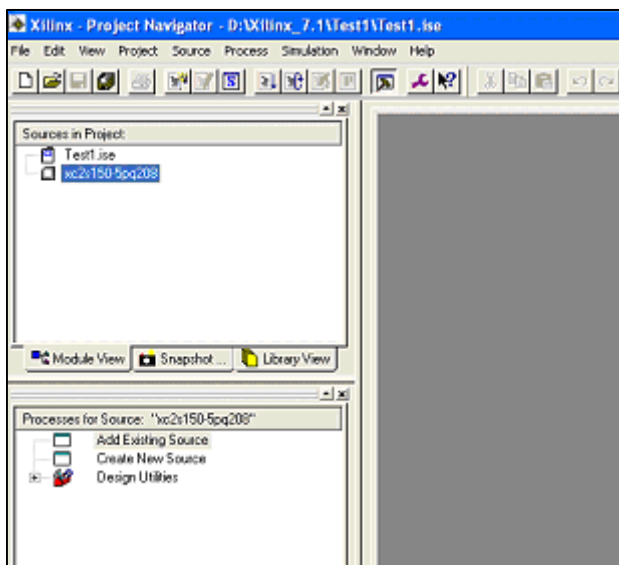 Xilinx - Project Navigator - D:\Xilinx_7.1\Test1\Test1.ise
File Edit View Project Source Process Simulation Window Help
Sources in Project:
Test1.ise
xc2s150-5pq208
Module View Snapshot ... Library View
Processes for Source: "xc2s150-5pq208"
Add Existing Source
Create New Source
Design Utilities